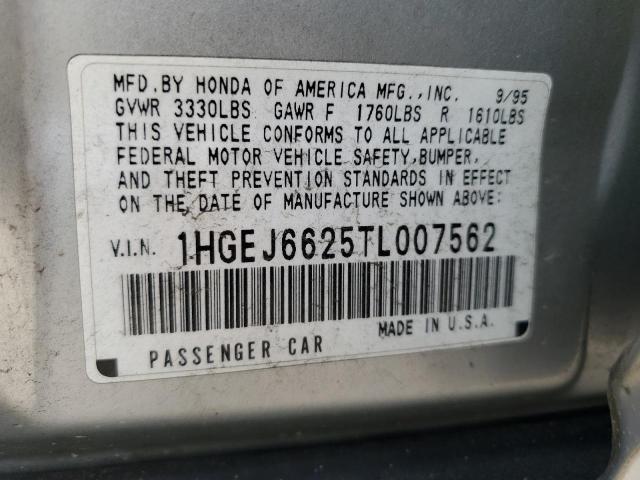 MFD.BY HONDA OF AMERICA MFG.,INC. 9/95
GVWR 3330LBS GAWR F 1760LBS R 1610LBS
THIS VEHICLE CONFORMS TO ALL APPLICABLE
FEDERAL MOTOR VEHICLE SAFETY,BUMPER,
AND THEFT PREVENTION STANDARDS IN EFFECT
ON THE DATE OF MANUFACTURE SHOWN ABOVE:
V.I.N. 1HGEJ6625TL007562
PASSENGER CAR MADE IN U.S.A.